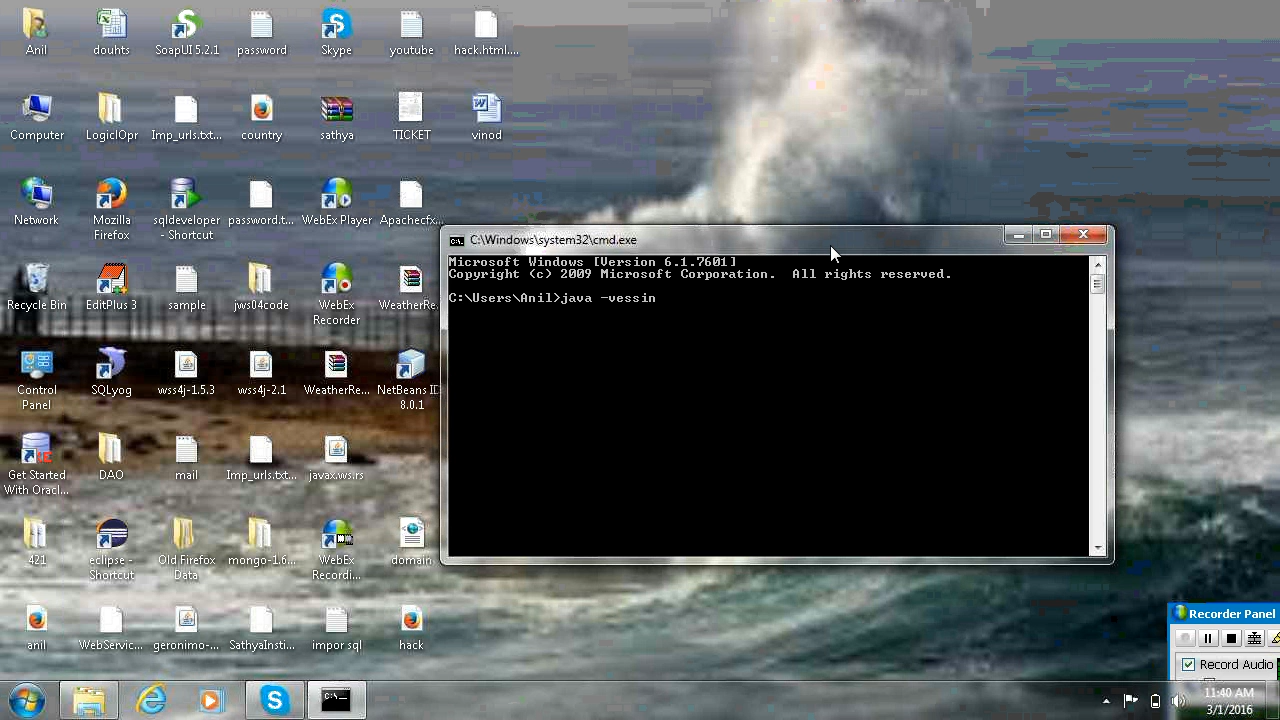 Anil
douhts
SoapUI 5.2.1
password
Skype
youtube
hack.html....
Computer
LogiclOpr
Imp_urls.txt...
country
sathya
TICKET
vinod
Network
Mozilla
Firefox
sqldeveloper
- Shortcut
password.t...
WebEx Player
Apachecfx...
Recycle Bin
EditPlus 3
sample
jws04code
WebEx
Recorder
WeatherRe...
Control
Panel
SQLyog
wss4j-1.5.3
wss4j-2.1
WeatherRe...
NetBeans ID
8.0.1
Get Started
With Oracl...
DAO
mail
Imp_urls.txt...
javax.ws.rs
421
eclipse -
Shortcut
Old Firefox
Data
mongo-1.6...
WebEx
Recordi...
domain
anil
WebServic...
geronimo-...
SathyaInsti...
impor sql
hack
C:\Windows\system32\cmd.exe
Microsoft Windows [Version 6.1.7601]
Copyright (c) 2009 Microsoft Corporation.  All rights reserved.
C:\Users\Anil>java -vessin
Recorder Panel
Record Audio
11:40 AM
3/1/2016